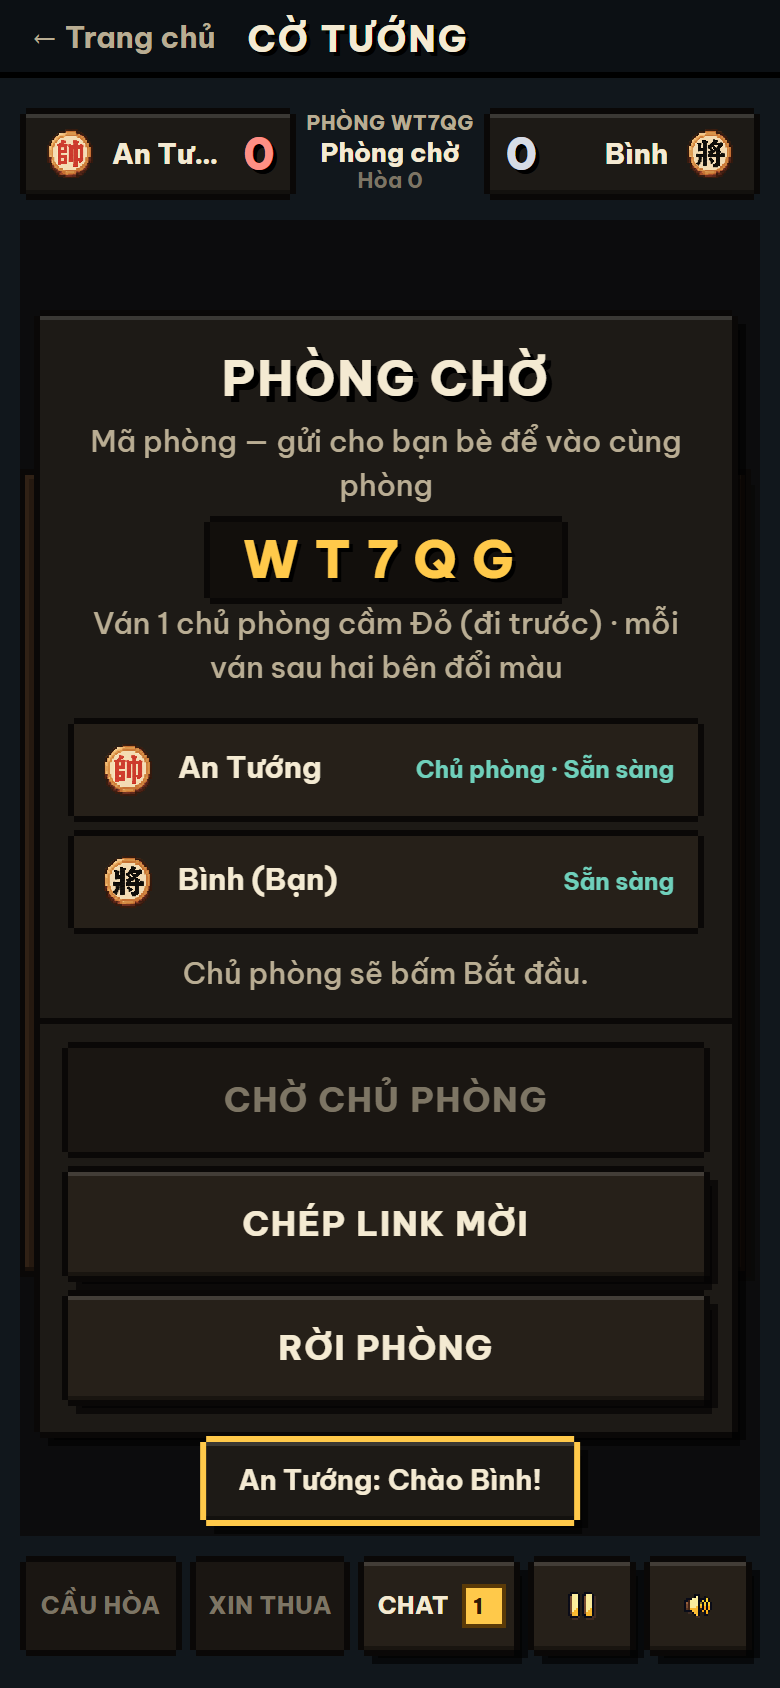 ← Trang chủ CỜ TƯỚNG
帥 An Tư... 0
PHÒNG WT7QG
Phòng chờ
Hòa 0
0 Bình 將
PHÒNG CHỜ
Mã phòng — gửi cho bạn bè để vào cùng
phòng
WT7QG
Ván 1 chủ phòng cầm Đỏ (đi trước) · mỗi
ván sau hai bên đổi màu
帥 An Tướng Chủ phòng · Sẵn sàng
將 Bình (Bạn) Sẵn sàng
Chủ phòng sẽ bấm Bắt đầu.
CHỜ CHỦ PHÒNG
CHÉP LINK MỜI
RỜI PHÒNG
An Tướng: Chào Bình!
CẦU HÒA XIN THUA CHAT 1